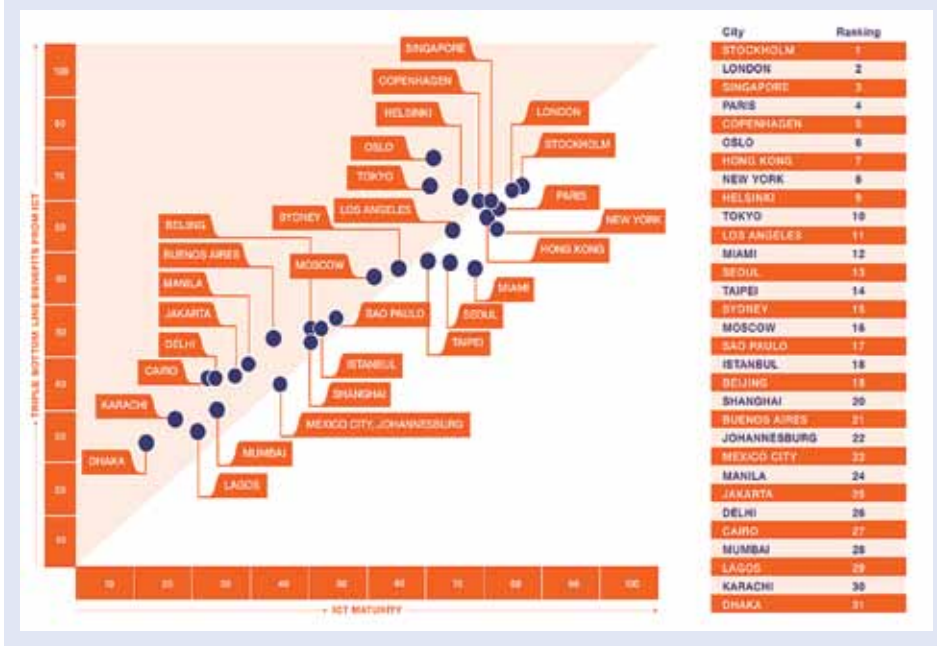 SINGAPORE
COPENHAGEN
HELSINKI
LONDON
OSLO
STOCKHOLM
TOKYO
PARIS
LOS ANGELES
SYDNEY
BEIJING
NEW YORK
BUENOS AIRES
MOSCOW
HONG KONG
MANILA
MIAMI
JAKARTA
SAO PAULO
SEOUL
DELHI
TAIPEI
CAIRO
ISTANBUL
SHANGHAI
KARACHI
MEXICO CITY, JOHANNESBURG
MUMBAI
DHAKA
LAGOS
TRIPLE BOTTOM LINE BENEFITS FROM ICT
100
10 20 30 40 50 60 70 80 90 100
ICT MATURITY
City Ranking
STOCKHOLM 1
LONDON 2
SINGAPORE 3
PARIS 4
COPENHAGEN 5
OSLO 6
HONG KONG 7
NEW YORK 8
HELSINKI 9
TOKYO 10
LOS ANGELES 11
MIAMI 12
SEOUL 13
TAIPEI 14
SYDNEY 15
MOSCOW 16
SAO PAULO 17
ISTANBUL 18
BEIJING 19
SHANGHAI 20
BUENOS AIRES 21
JOHANNESBURG 22
MEXICO CITY 23
MANILA 24
JAKARTA 25
DELHI 26
CAIRO 27
MUMBAI 28
LAGOS 29
KARACHI 30
DHAKA 31